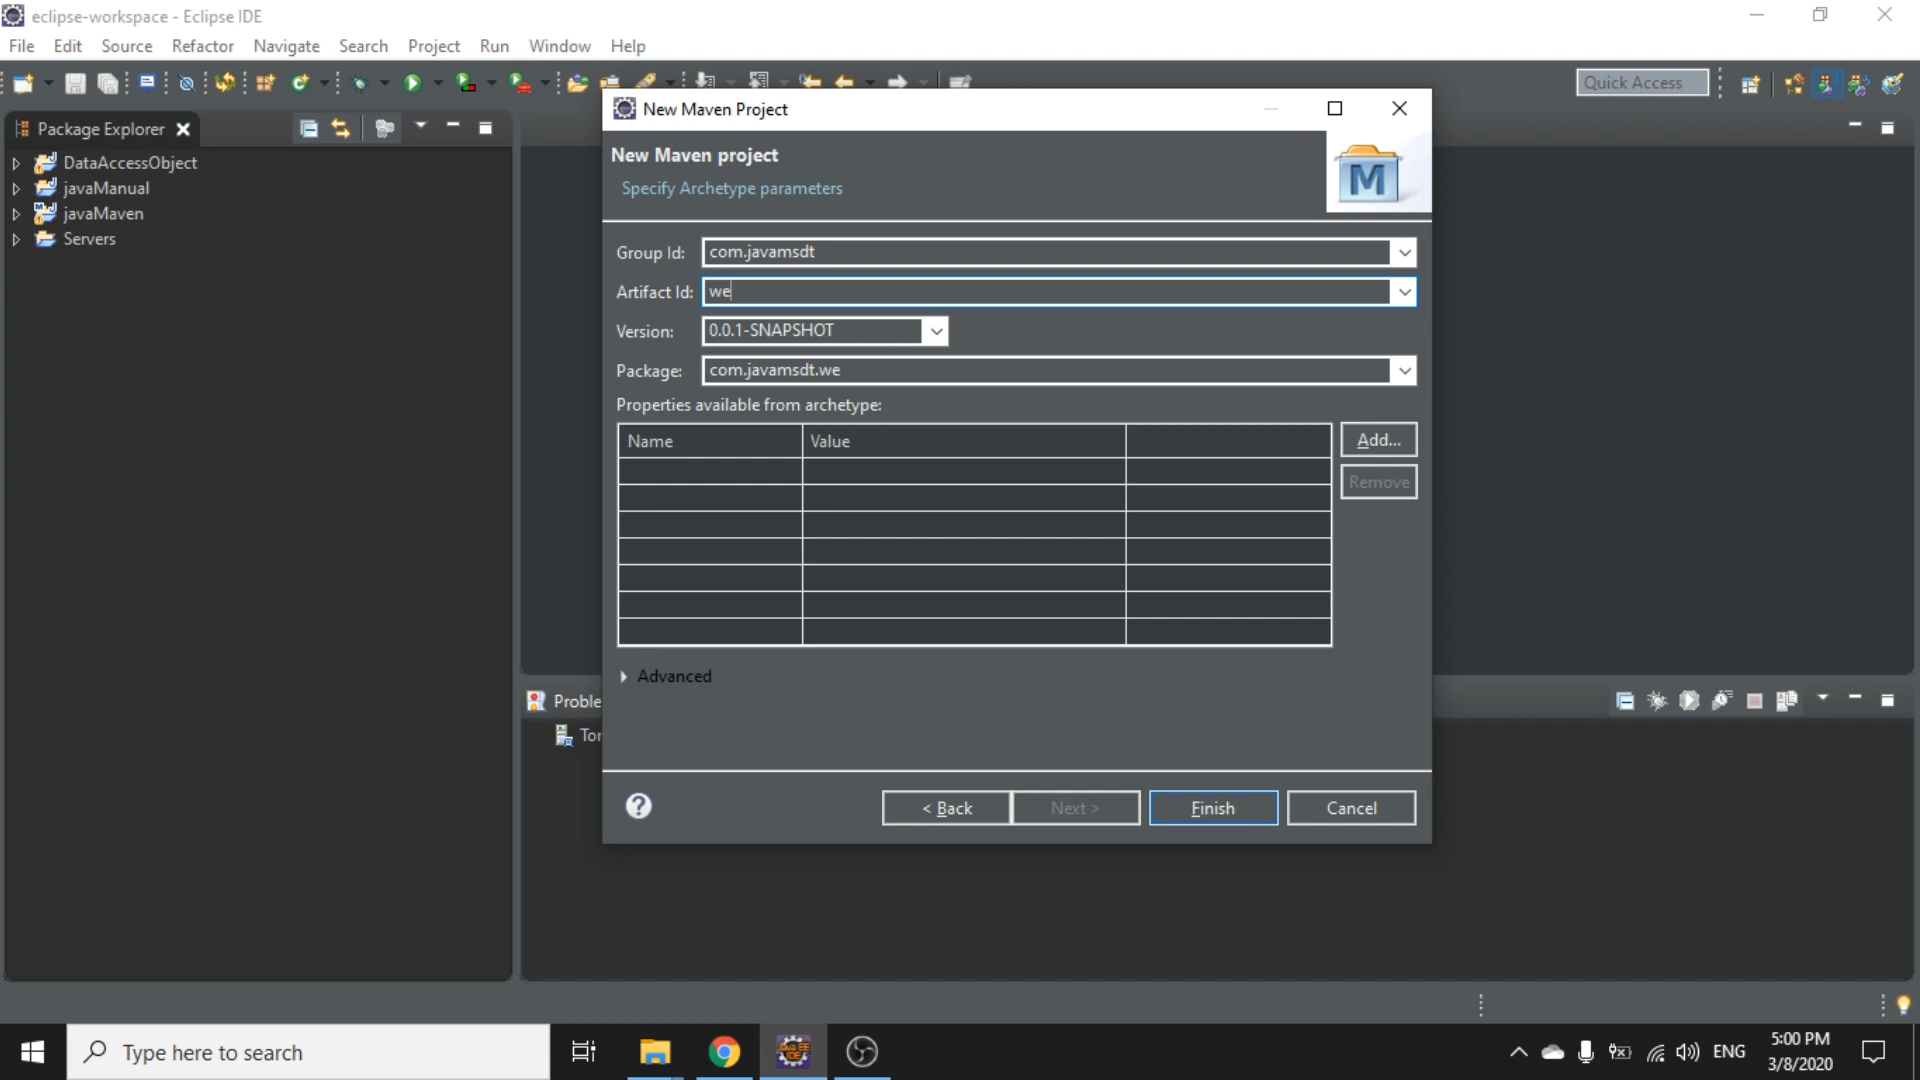 eclipse-workspace - Eclipse IDE
File Edit Source Refactor Navigate Search Project Run Window Help
Quick Access
Package Explorer
DataAccessObject
javaManual
javaMaven
Servers
New Maven Project
New Maven project
Specify Archetype parameters
M
Group Id: com.javamsdt
Artifact Id: we
Version: 0.0.1-SNAPSHOT
Package: com.javamsdt.we
Properties available from archetype:
Name Value
Add...
Remove
Advanced
Proble
Tor
< Back Next > Finish Cancel
Type here to search
ENG
5:00 PM
3/8/2020